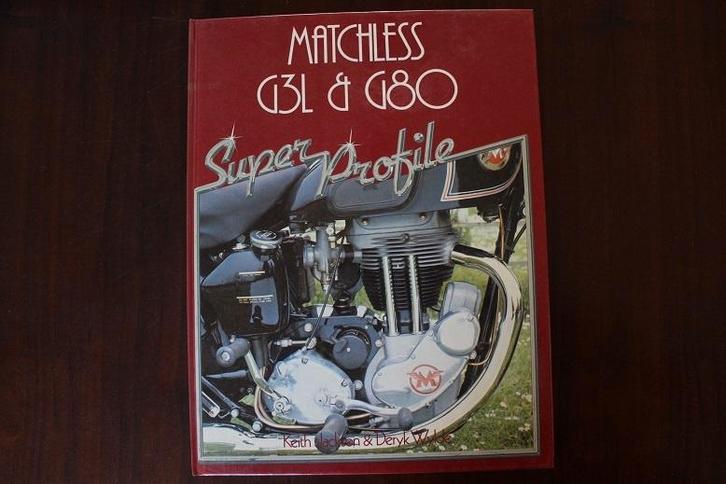 MATCHLESS
G3L & G80
Super Profile
M
M
Keith Jackson & Deryk Wylde